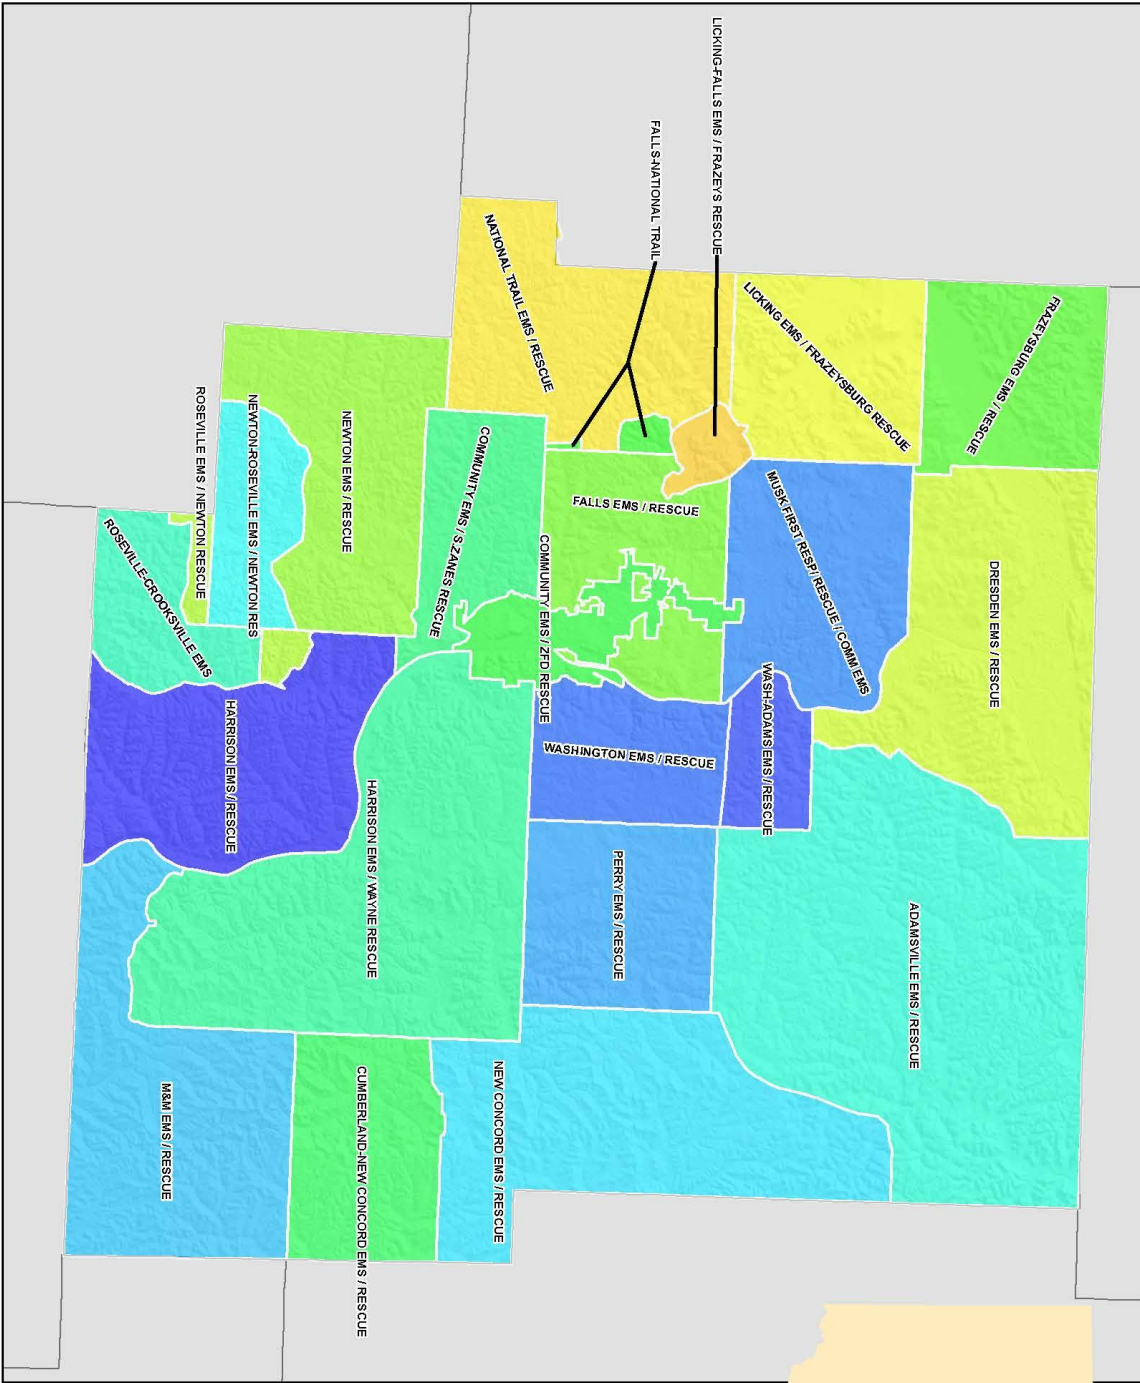 FRAZEYSBURG EMS / RESCUE
DRESDEN EMS / RESCUE
ADAMSVILLE EMS / RESCUE
LICKING EMS / FRAZEYSBURG RESCUE
MUSK FIRST RESP/ RESCUE / COMM EMS
WASH-ADAMS EMS / RESCUE
LICKING-FALLS EMS / FRAZEYS RESCUE
FALLS-NATIONAL TRAIL
FALLS EMS / RESCUE
WASHINGTON EMS / RESCUE
PERRY EMS / RESCUE
NATIONAL TRAIL EMS / RESCUE
COMMUNITY EMS / ZFD RESCUE
NEW CONCORD EMS / RESCUE
COMMUNITY EMS / S.ZANES RESCUE
HARRISON EMS / WAYNE RESCUE
CUMBERLAND-NEW CONCORD EMS / RESCUE
NEWTON EMS / RESCUE
NEWTON-ROSEVILLE EMS / NEWTON RES
HARRISON EMS / RESCUE
ROSEVILLE EMS / NEWTON RESCUE
M&M EMS / RESCUE
ROSEVILLE-CROOKSVILLE EMS